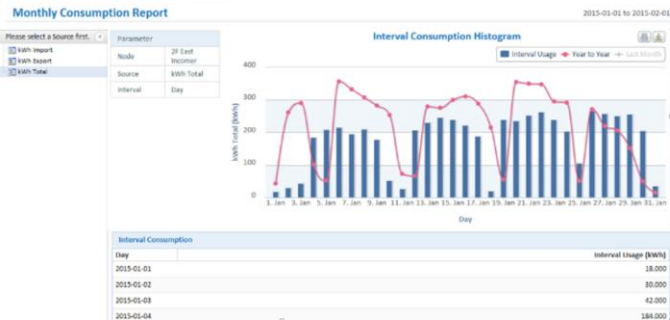 Monthly Consumption Report
2015-01-01 to 2015-02-01
Please select a Source first.
kWh Import
kWh Export
kWh Total
Parameter
Node 2F East Incomer
Source kWh Total
Interval Day
Interval Consumption Histogram
Interval Usage Year to Year Last Month
kWh Total (kWh)
400
300
200
100
0
1. Jan 3. Jan 5. Jan 7. Jan 9. Jan 11. Jan 13. Jan 15. Jan 17. Jan 19. Jan 21. Jan 23. Jan 25. Jan 27. Jan 29. Jan 31. Jan
Day
Interval Consumption
Day Interval Usage (kWh)
2015-01-01 18.000
2015-01-02 30.000
2015-01-03 42.000
2015-01-04 184.000